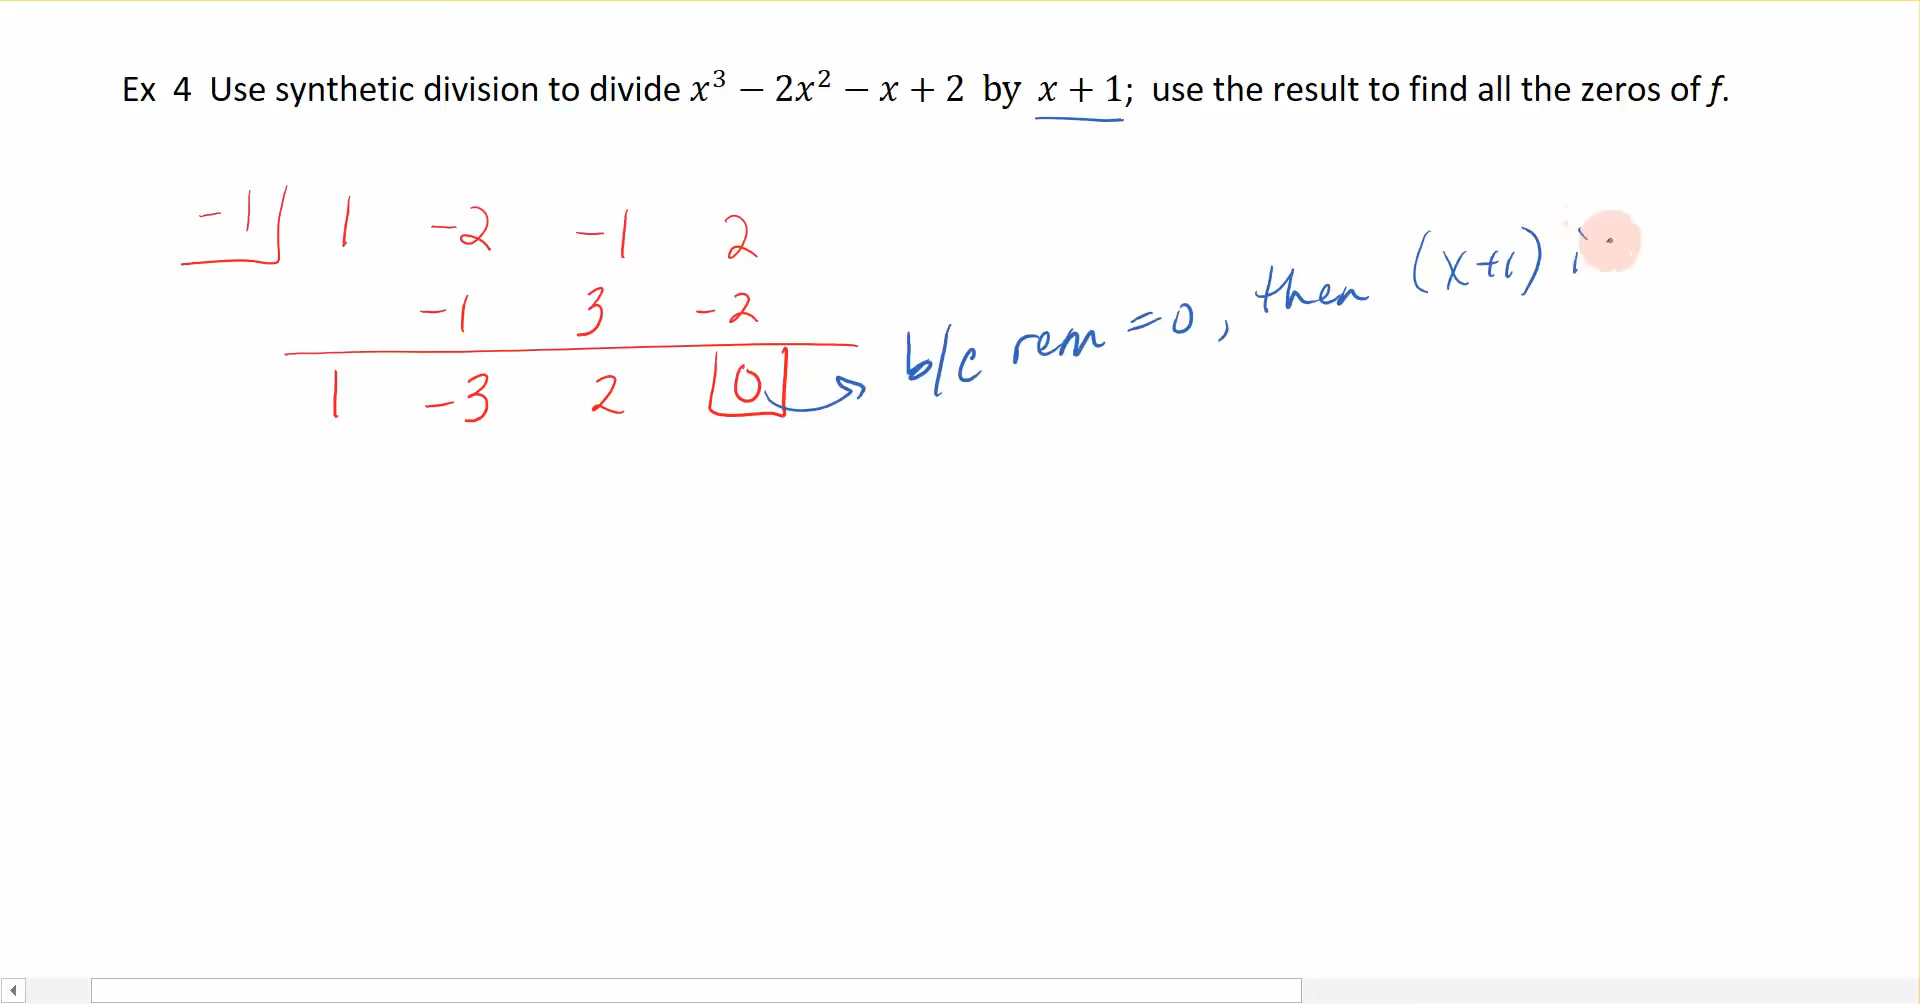 Ex 4 Use synthetic division to divide x³ − 2x² − x + 2 by x + 1; use the result to find all the zeros of f.
-1 1 -2 -1 2
-1 3 -2
1 -3 2 0
b/c rem = 0, then (x+1) i